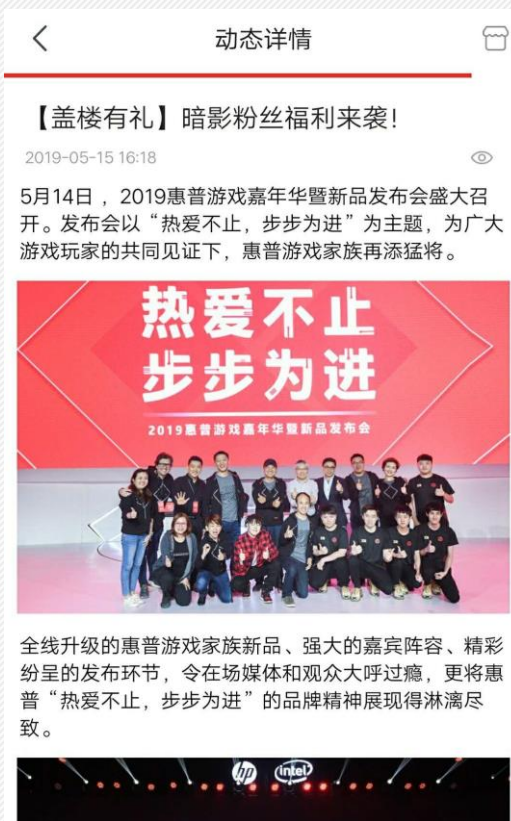 动态详情
【盖楼有礼】暗影粉丝福利来袭!
2019-05-15 16:18
5月14日，2019惠普游戏嘉年华暨新品发布会盛大召
开。发布会以“热爱不止，步步为进”为主题，为广大
游戏玩家的共同见证下，惠普游戏家族再添猛将。
热爱不止
步步为进
2019惠普游戏嘉年华暨新品发布会
全线升级的惠普游戏家族新品、强大的嘉宾阵容、精彩
纷呈的发布环节，令在场媒体和观众大呼过瘾，更将惠
普“热爱不止，步步为进”的品牌精神展现得淋漓尽
致。
hp intel